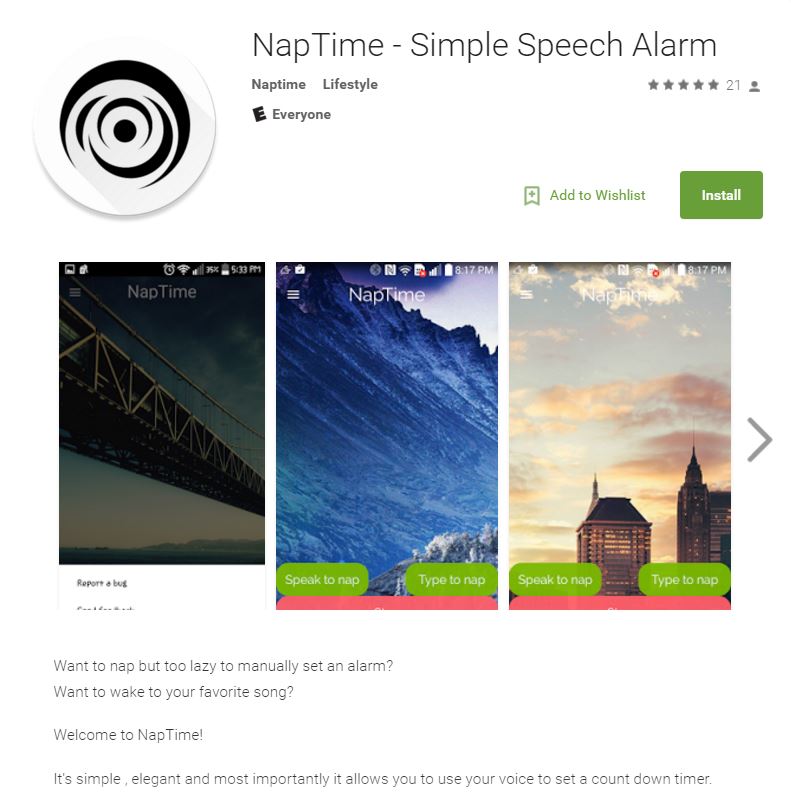 NapTime - Simple Speech Alarm
Naptime Lifestyle
21
E Everyone
Add to Wishlist
Install
35% 5:33 PM
NapTime
Report a bug
N 8:17 PM
NapTime
Speak to nap
Type to nap
N 8:17 PM
NapTime
Speak to nap
Type to nap
Want to nap but too lazy to manually set an alarm?
Want to wake to your favorite song?
Welcome to NapTime!
It's simple , elegant and most importantly it allows you to use your voice to set a count down timer.